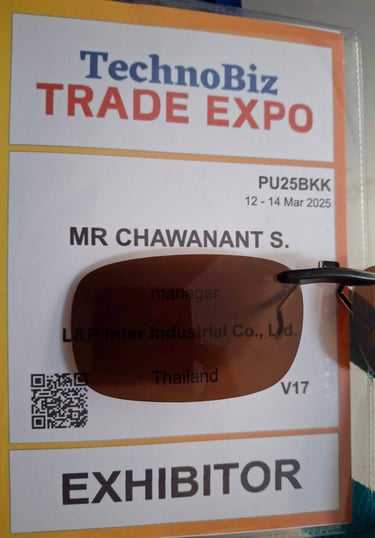 TechnoBiz
TRADE EXPO
PU25BKK
12 - 14 Mar 2025
MR CHAWANANT S.
manager
L&P Inter Industrial Co., Ltd.
Thailand
V17
EXHIBITOR